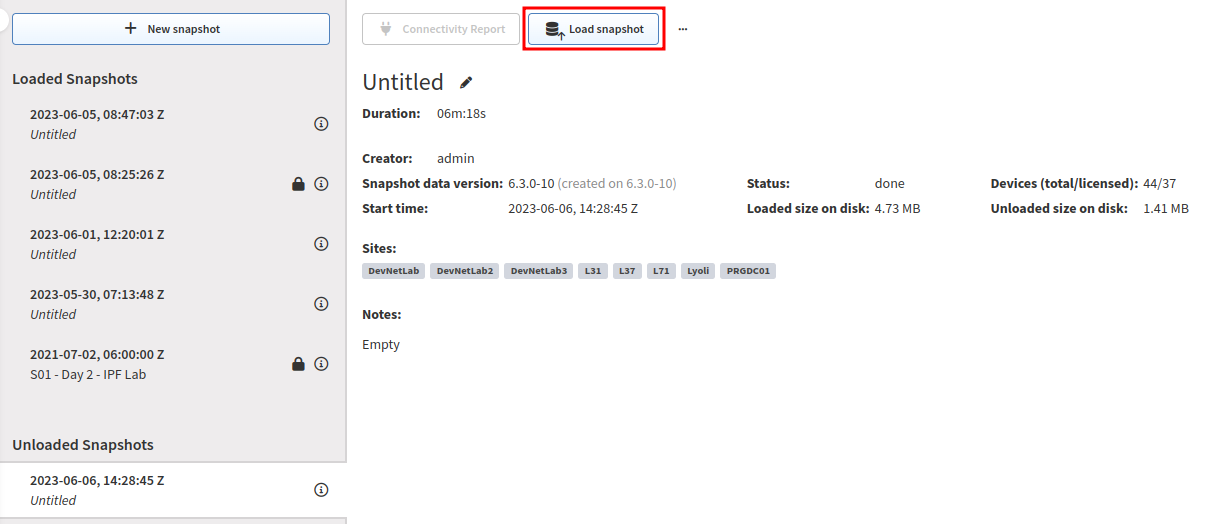 New snapshot
Loaded Snapshots
2023-06-05, 08:47:03 Z
Untitled
2023-06-05, 08:25:26 Z
Untitled
2023-06-01, 12:20:01 Z
Untitled
2023-05-30, 07:13:48 Z
Untitled
2021-07-02, 06:00:00 Z
S01 - Day 2 - IPF Lab
Unloaded Snapshots
2023-06-06, 14:28:45 Z
Untitled
Connectivity Report Load snapshot ...
Untitled
Duration: 06m:18s
Creator: admin
Snapshot data version: 6.3.0-10 (created on 6.3.0-10) Status: done Devices (total/licensed): 44/37
Start time: 2023-06-06, 14:28:45 Z Loaded size on disk: 4.73 MB Unloaded size on disk: 1.41 MB
Sites:
DevNetLab DevNetLab2 DevNetLab3 L31 L37 L71 Lyoli PRGDC01
Notes:
Empty